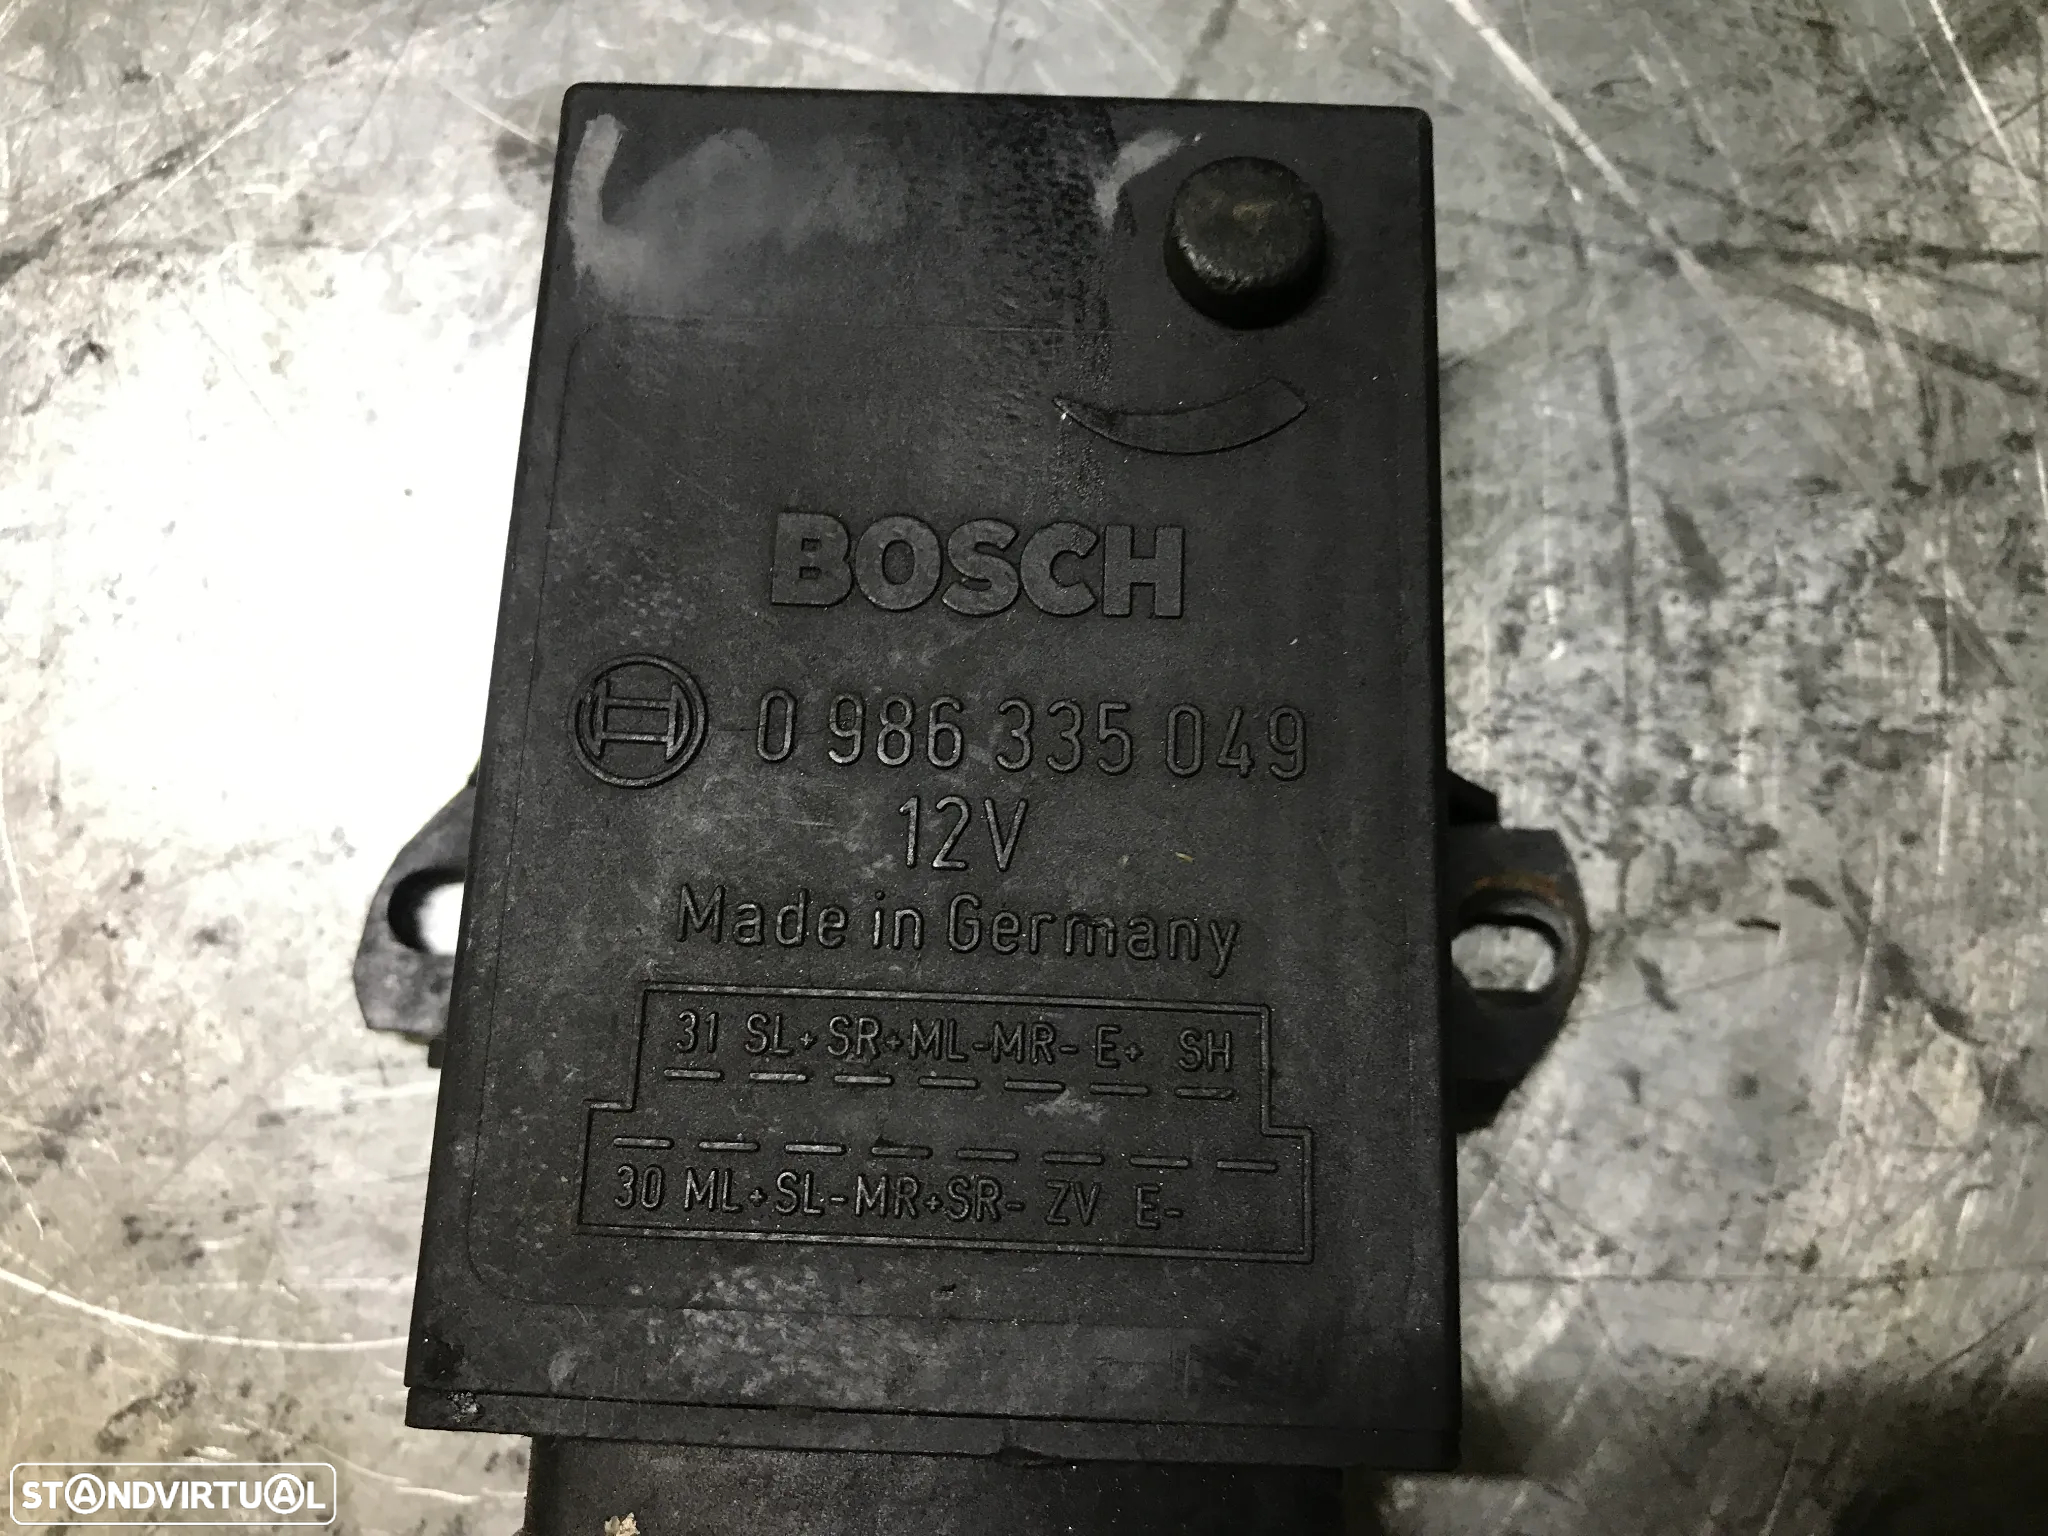 BOSCH
0 986 335 049
12V
Made in Germany
31 SL+ SR+ ML- MR- E+ SH
30 ML+ SL- MR+ SR- ZV E-
STANDVIRTUAL